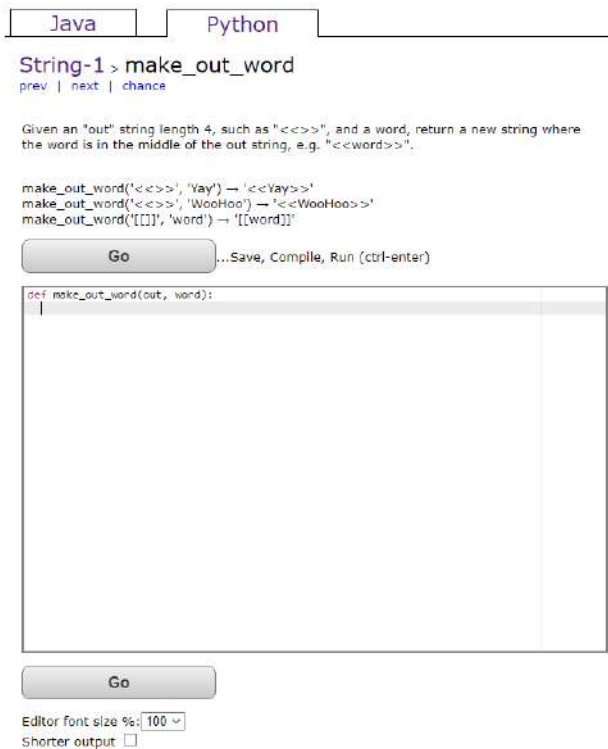 Java Python
String-1 > make_out_word
prev | next | chance
Given an "out" string length 4, such as "<<>>", and a word, return a new string where
the word is in the middle of the out string, e.g. "<<word>>".
make_out_word('<<>>', 'Yay') → '<<Yay>>'
make_out_word('<<>>', 'WooHoo') → '<<WooHoo>>'
make_out_word('[[]]', 'word') → '[[word]]'
Go ...Save, Compile, Run (ctrl-enter)
def make_out_word(out, word):
Go
Editor font size %: 100
Shorter output